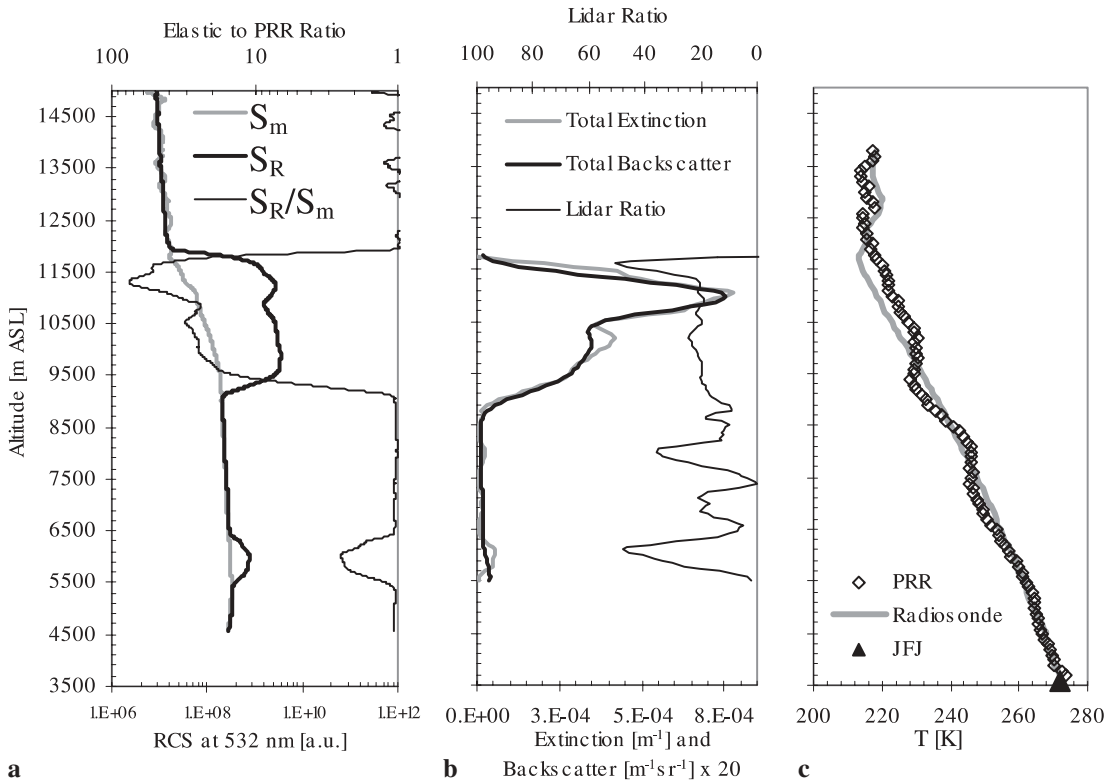 Elastic to PRR Ratio
100 10 1
Lidar Ratio
100 80 60 40 20 0
S_m
S_R
S_R/S_m
Total Extinction
Total Backscatter
Lidar Ratio
PRR
Radiosonde
JFJ
Altitude [m ASL]
14500
13500
12500
11500
10500
9500
8500
7500
6500
5500
4500
3500
1.E+06 1.E+08 1.E+10 1.E+12
RCS at 532 nm [a.u.]
0.E+00 3.E-04 5.E-04 8.E-04
Extinction [m⁻¹] and
Backscatter [m⁻¹sr⁻¹] x 20
200 220 240 260 280
T [K]
a b c